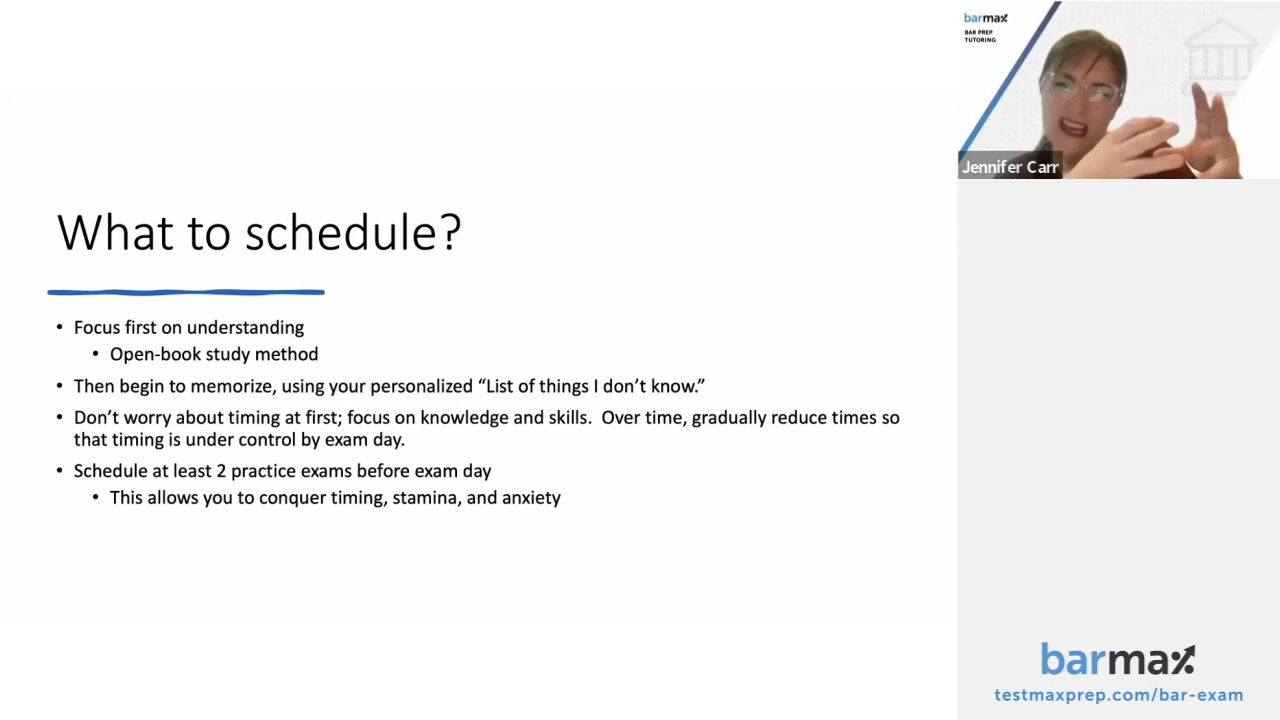 What to schedule?
• Focus first on understanding
• Open-book study method
• Then begin to memorize, using your personalized “List of things I don’t know.”
• Don’t worry about timing at first; focus on knowledge and skills.  Over time, gradually reduce times so
that timing is under control by exam day.
• Schedule at least 2 practice exams before exam day
• This allows you to conquer timing, stamina, and anxiety
barmax
BAR PREP
TUTORING
Jennifer Carr
barmax
testmaxprep.com/bar-exam